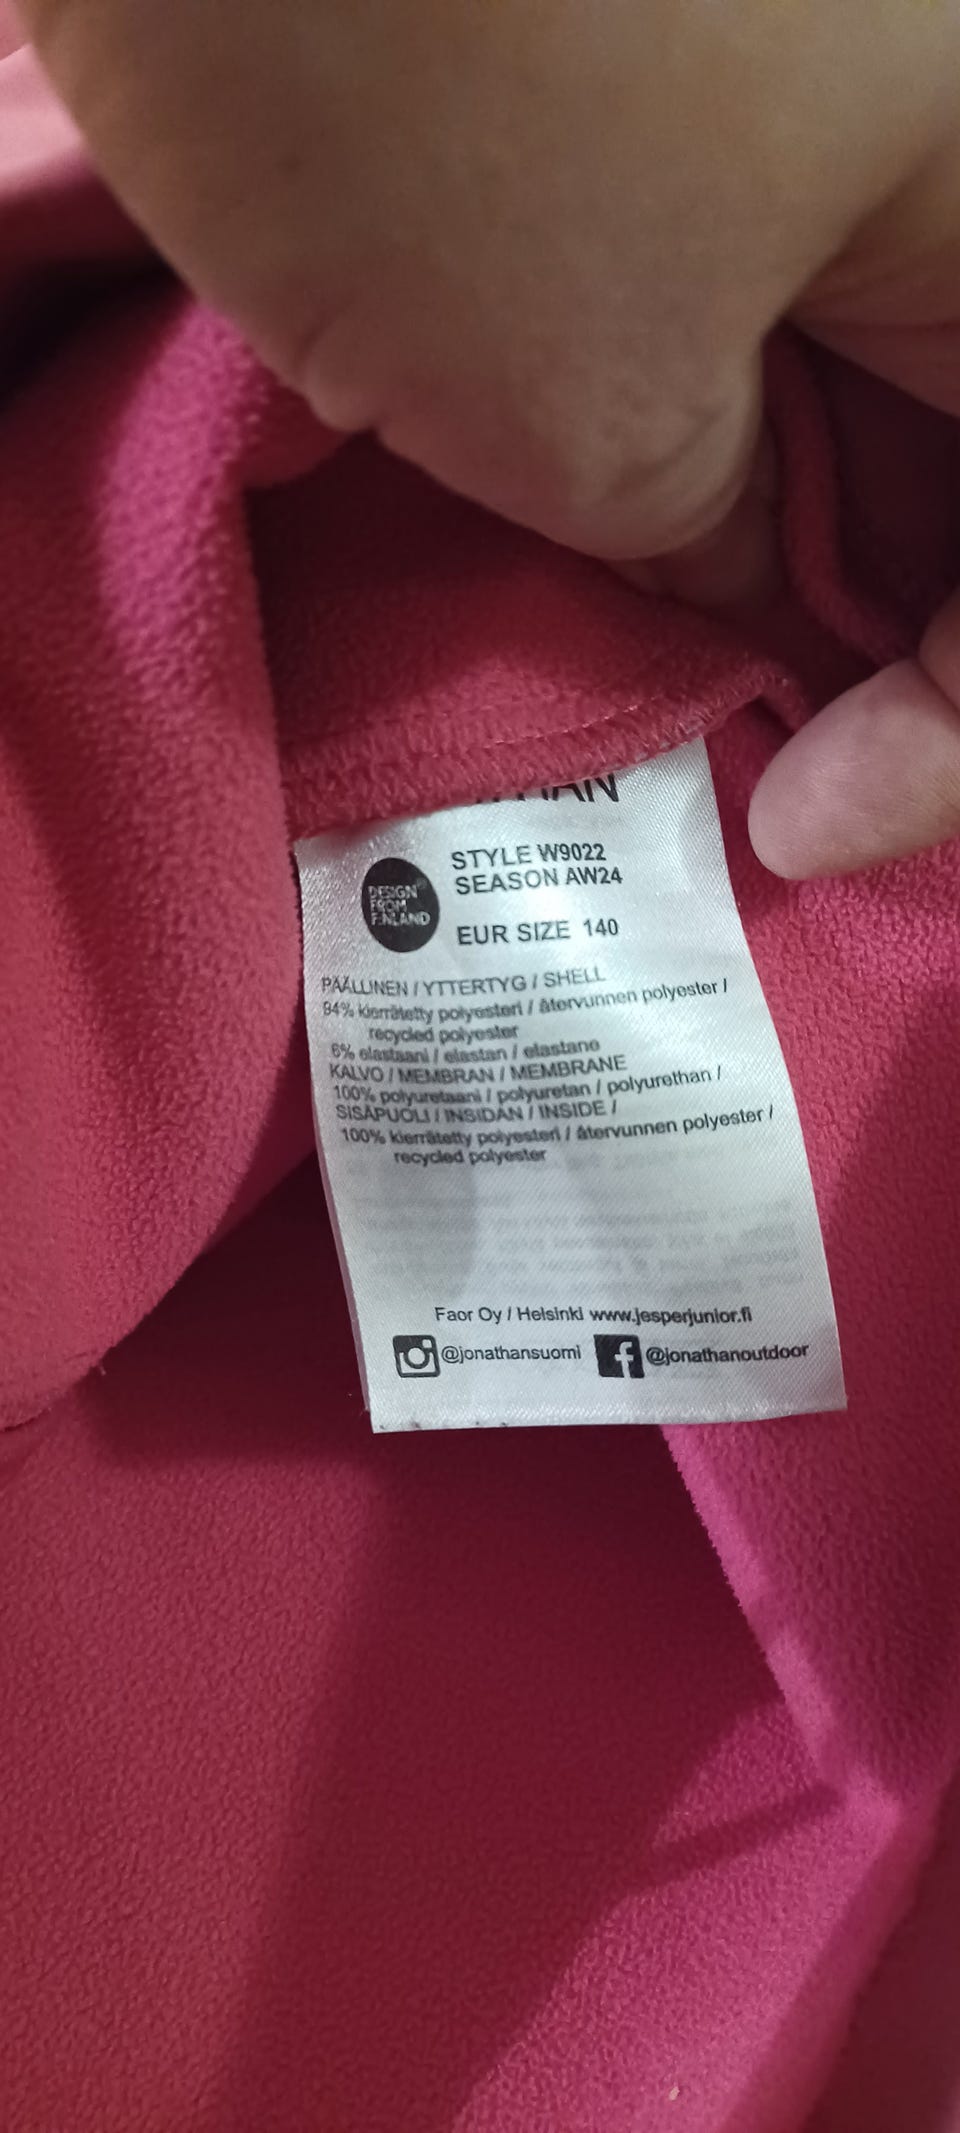 DESIGN
FROM
FINLAND
STYLE W9022
SEASON AW24
EUR SIZE 140
PÄÄLLINEN / YTTERTYG / SHELL
94% kierrätetty polyesteri / återvunnen polyester /
recycled polyester
6% elastaani / elastan / elastane
KALVO / MEMBRAN / MEMBRANE
100% polyuretaani / polyuretan / polyurethan /
SISÄPUOLI / INSIDAN / INSIDE /
100% kierrätetty polyesteri / återvunnen polyester /
recycled polyester
Faor Oy / Helsinki www.jesperjunior.fi
@jonathansuomi @jonathanoutdoor